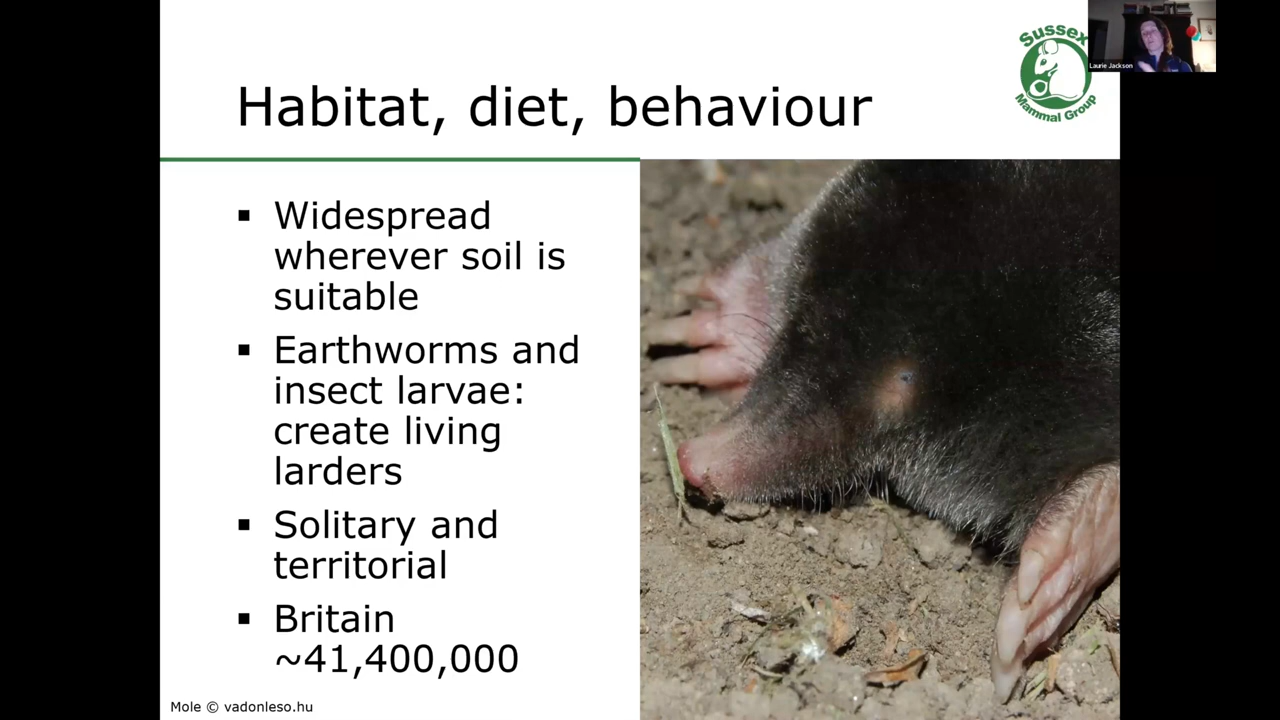 Sussex
Mammal Group
Laurie Jackson
Habitat, diet, behaviour
▪ Widespread
wherever soil is
suitable
▪ Earthworms and
insect larvae:
create living
larders
▪ Solitary and
territorial
▪ Britain
~41,400,000
Mole © vadonleso.hu